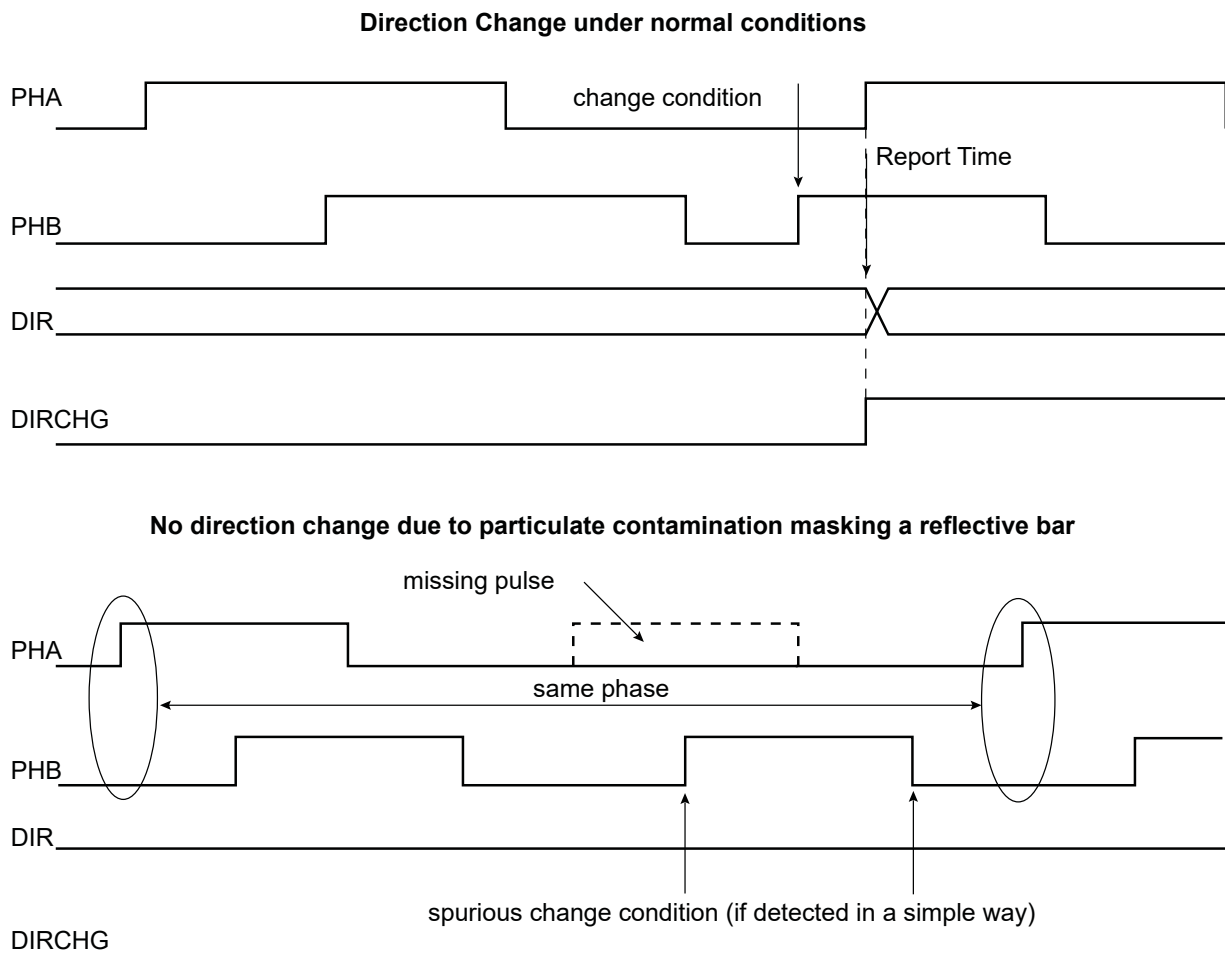 Direction Change under normal conditions
PHA
change condition
Report Time
PHB
DIR
DIRCHG
No direction change due to particulate contamination masking a reflective bar
missing pulse
PHA
same phase
PHB
DIR
spurious change condition (if detected in a simple way)
DIRCHG